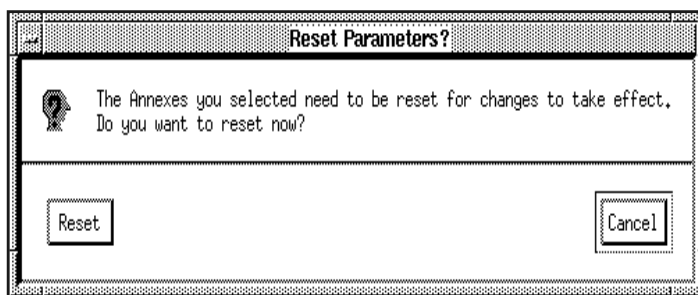 Reset Parameters?
The Annexes you selected need to be reset for changes to take effect.
Do you want to reset now?
Reset
Cancel